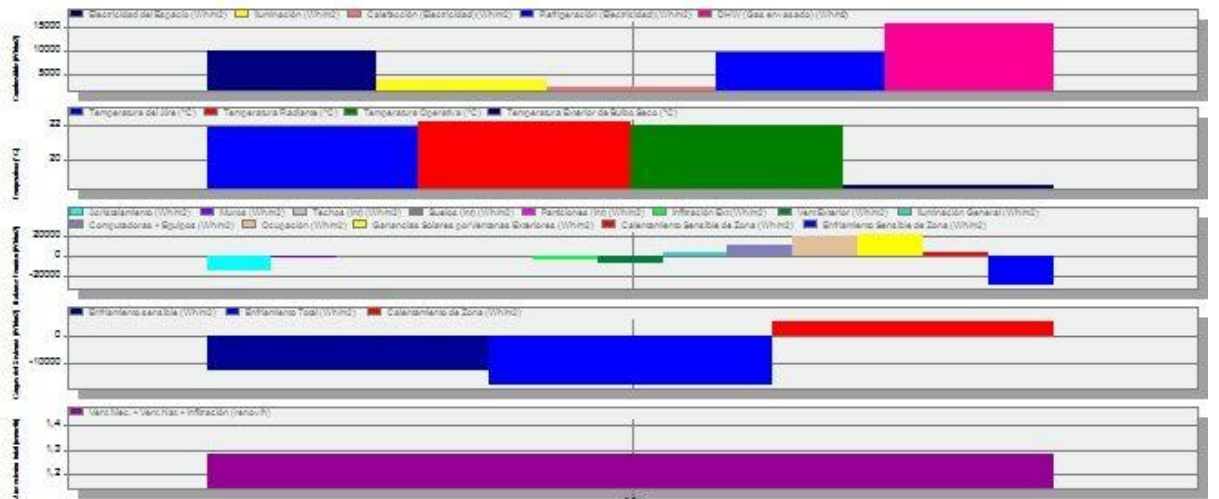 Electricidad del Espacio (Wh/m2) Iluminación (Wh/m2) Calefacción (Electricidad) (Wh/m2) Refrigeración (Electricidad) (Wh/m2) DHW (Gas envasado) (Wh/m2)
15000
10000
5000
Temperatura del Aire (°C) Temperatura Radiante (°C) Temperatura Operativa (°C) Temperatura Exterior de Bulbo Seco (°C)
22
20
Temperatura (°C)
Acristalamiento (Wh/m2) Muros (Wh/m2) Techos (int) (Wh/m2) Suelos (int) (Wh/m2) Particiones (int) (Wh/m2) Infiltración Ext (Wh/m2) Vent Exterior (Wh/m2) Iluminación General (Wh/m2)
Computadoras + Equipos (Wh/m2) Ocupación (Wh/m2) Ganancias Solares por Ventanas Exteriores (Wh/m2) Calentamiento Sensible de Zona (Wh/m2) Enfriamiento Sensible de Zona (Wh/m2)
20000
0
-20000
Enfriamiento sensible (Wh/m2) Enfriamiento Total (Wh/m2) Calentamiento de Zona (Wh/m2)
0
-10000
Vent Mec. + Vent Nat. + Infiltración (renov/h)
1,4
1,3
1,2